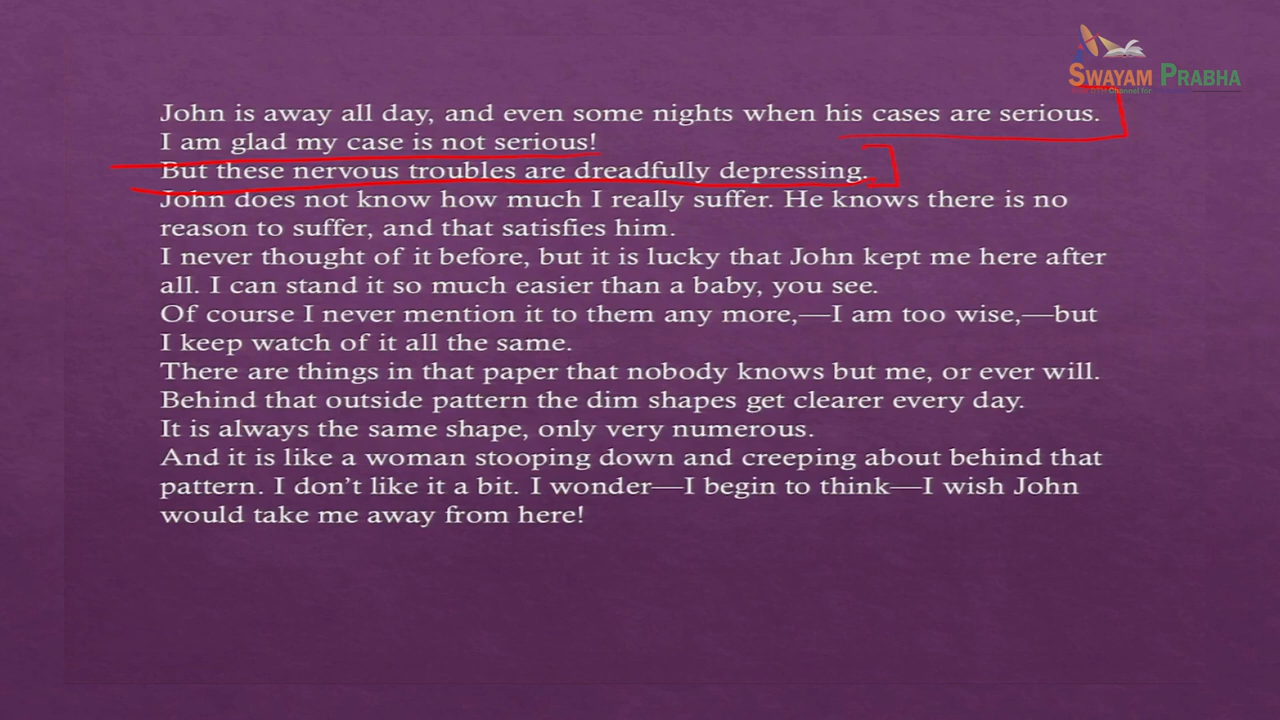 SWAYAM PRABHA
John is away all day, and even some nights when his cases are serious.
I am glad my case is not serious!
But these nervous troubles are dreadfully depressing.
John does not know how much I really suffer. He knows there is no
reason to suffer, and that satisfies him.
I never thought of it before, but it is lucky that John kept me here after
all. I can stand it so much easier than a baby, you see.
Of course I never mention it to them any more,—I am too wise,—but
I keep watch of it all the same.
There are things in that paper that nobody knows but me, or ever will.
Behind that outside pattern the dim shapes get clearer every day.
It is always the same shape, only very numerous.
And it is like a woman stooping down and creeping about behind that
pattern. I don't like it a bit. I wonder—I begin to think—I wish John
would take me away from here!